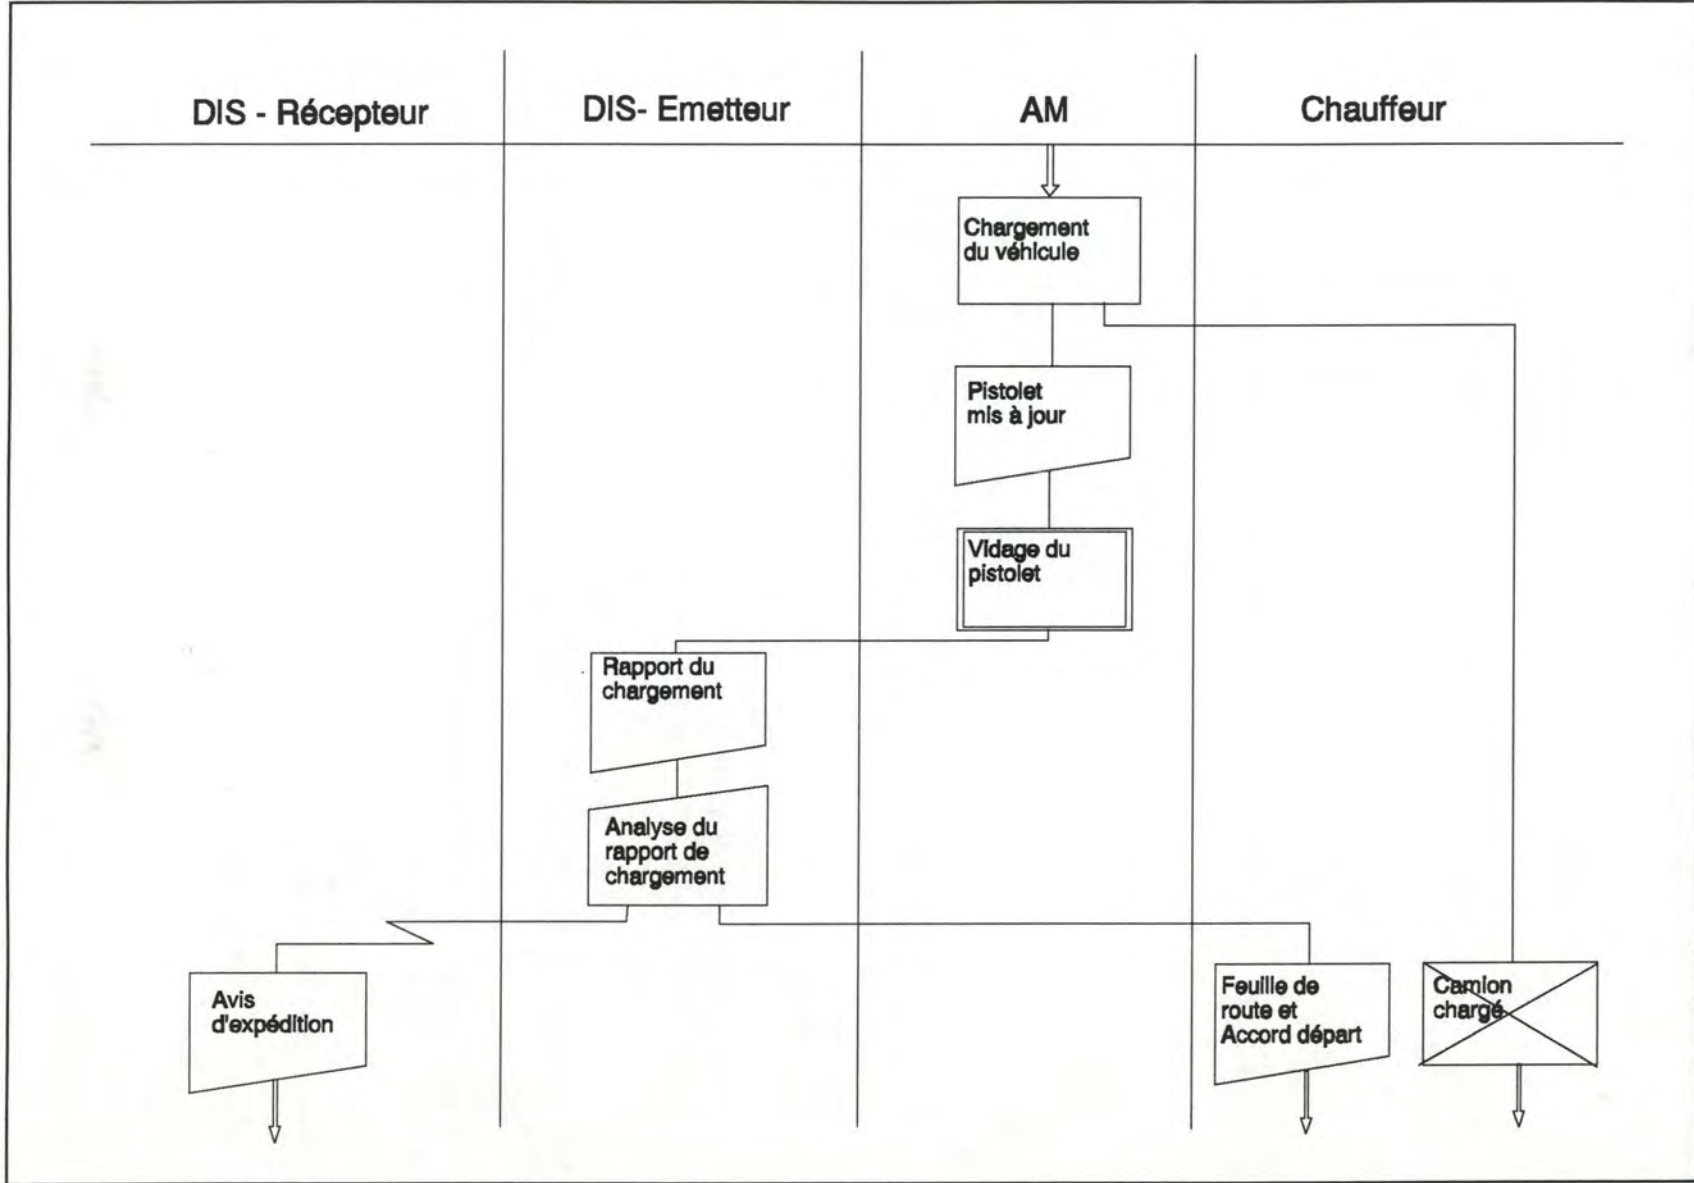 DIS - Récepteur
DIS- Emetteur
AM
Chauffeur
Chargement
du véhicule
Pistolet
mis à jour
Vidage du
pistolet
Rapport du
chargement
Analyse du
rapport de
chargement
Avis
d'expédition
Feuille de
route et
Accord départ
Camion
chargé